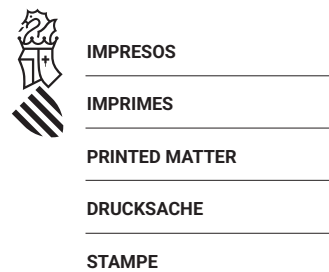 IMPRESOS
IMPRIMES
PRINTED MATTER
DRUCKSACHE
STAMPE